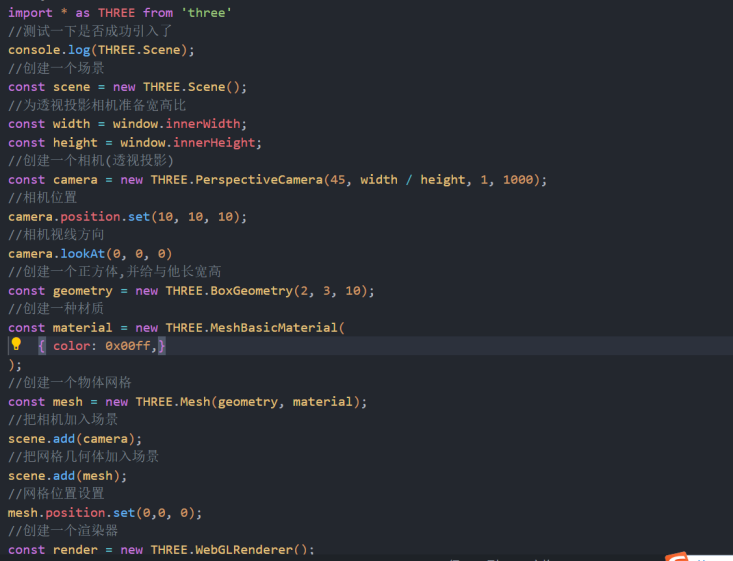 import * as THREE from 'three'
//测试一下是否成功引入了
console.log(THREE.Scene);
//创建一个场景
const scene = new THREE.Scene();
//为透视投影相机准备宽高比
const width = window.innerWidth;
const height = window.innerHeight;
//创建一个相机(透视投影)
const camera = new THREE.PerspectiveCamera(45, width / height, 1, 1000);
//相机位置
camera.position.set(10, 10, 10);
//相机视线方向
camera.lookAt(0, 0, 0)
//创建一个正方体,并给与他长宽高
const geometry = new THREE.BoxGeometry(2, 3, 10);
//创建一种材质
const material = new THREE.MeshBasicMaterial(
{ color: 0x00ff,}
);
//创建一个物体网格
const mesh = new THREE.Mesh(geometry, material);
//把相机加入场景
scene.add(camera);
//把网格几何体加入场景
scene.add(mesh);
//网格位置设置
mesh.position.set(0,0, 0);
//创建一个渲染器
const render = new THREE.WebGLRenderer();